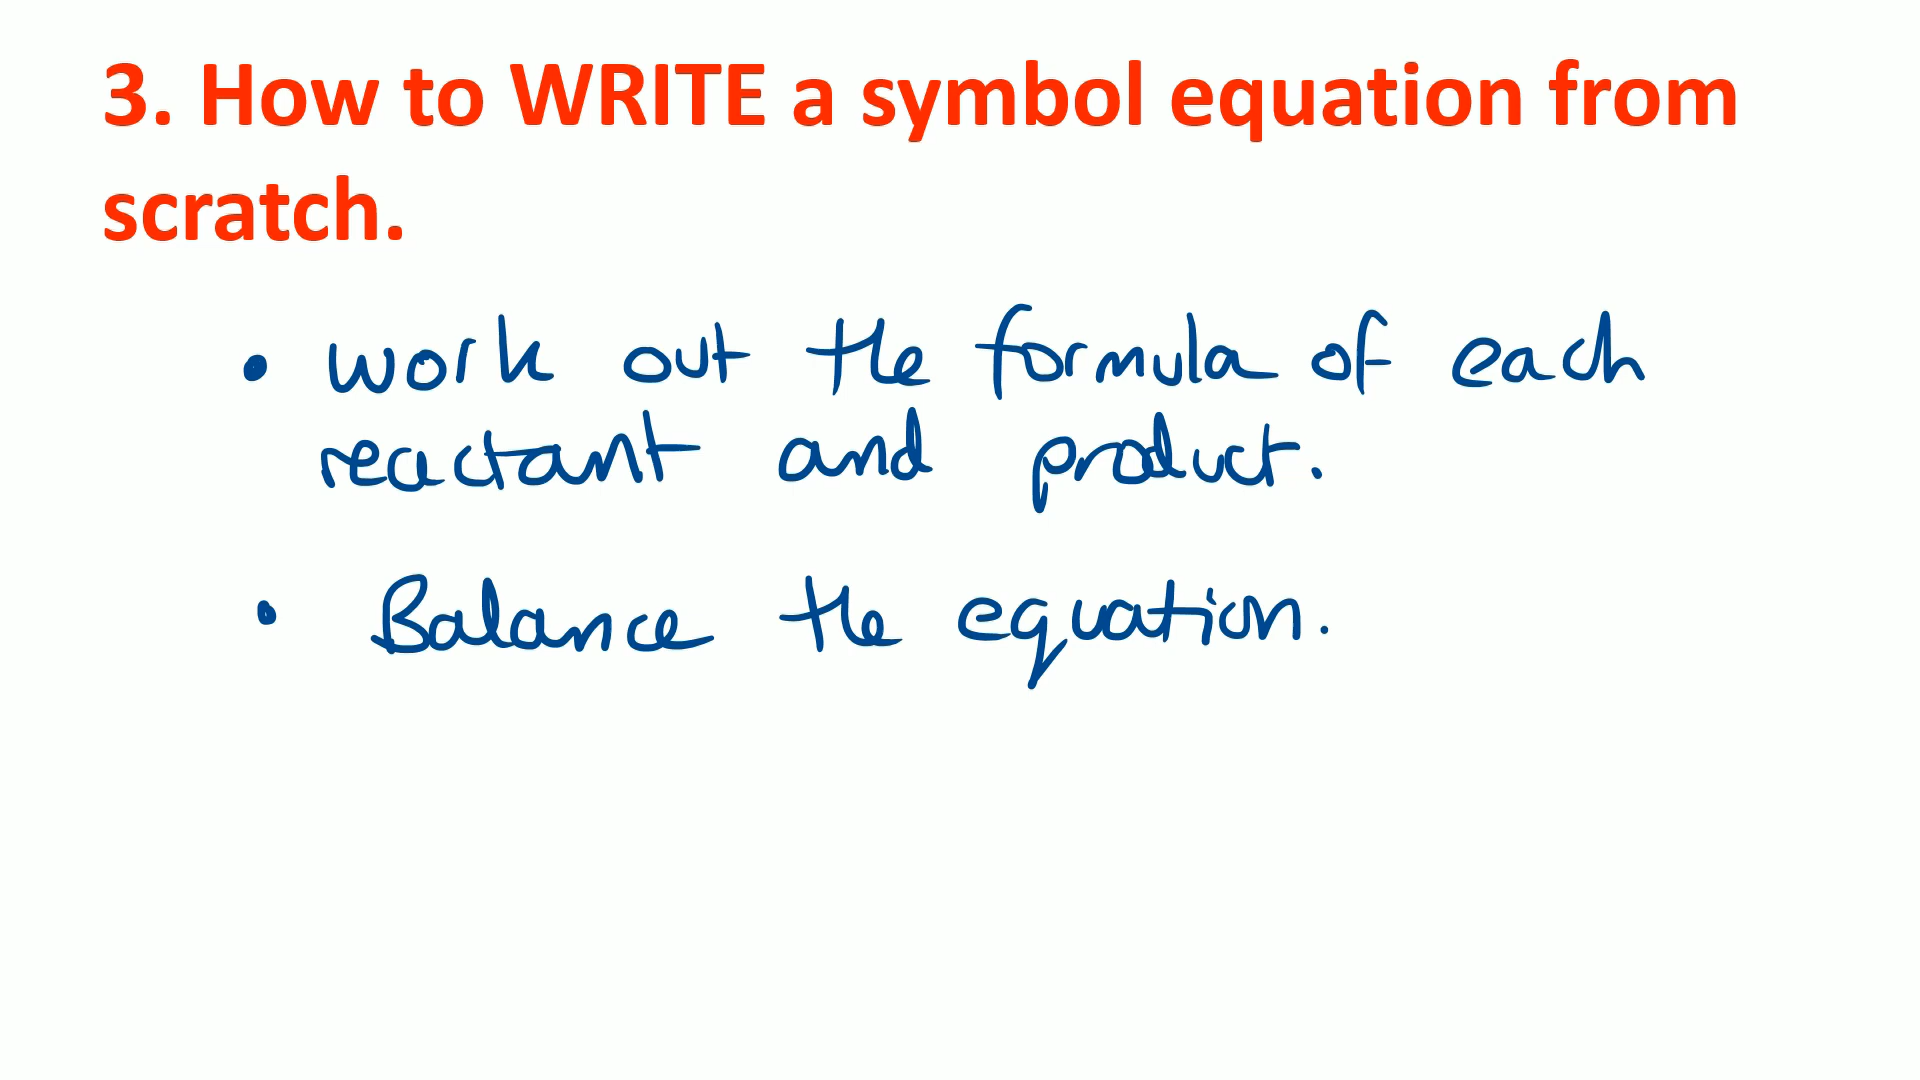 3. How to WRITE a symbol equation from
scratch.
• work out the formula of each
reactant and product.
• Balance the equation.